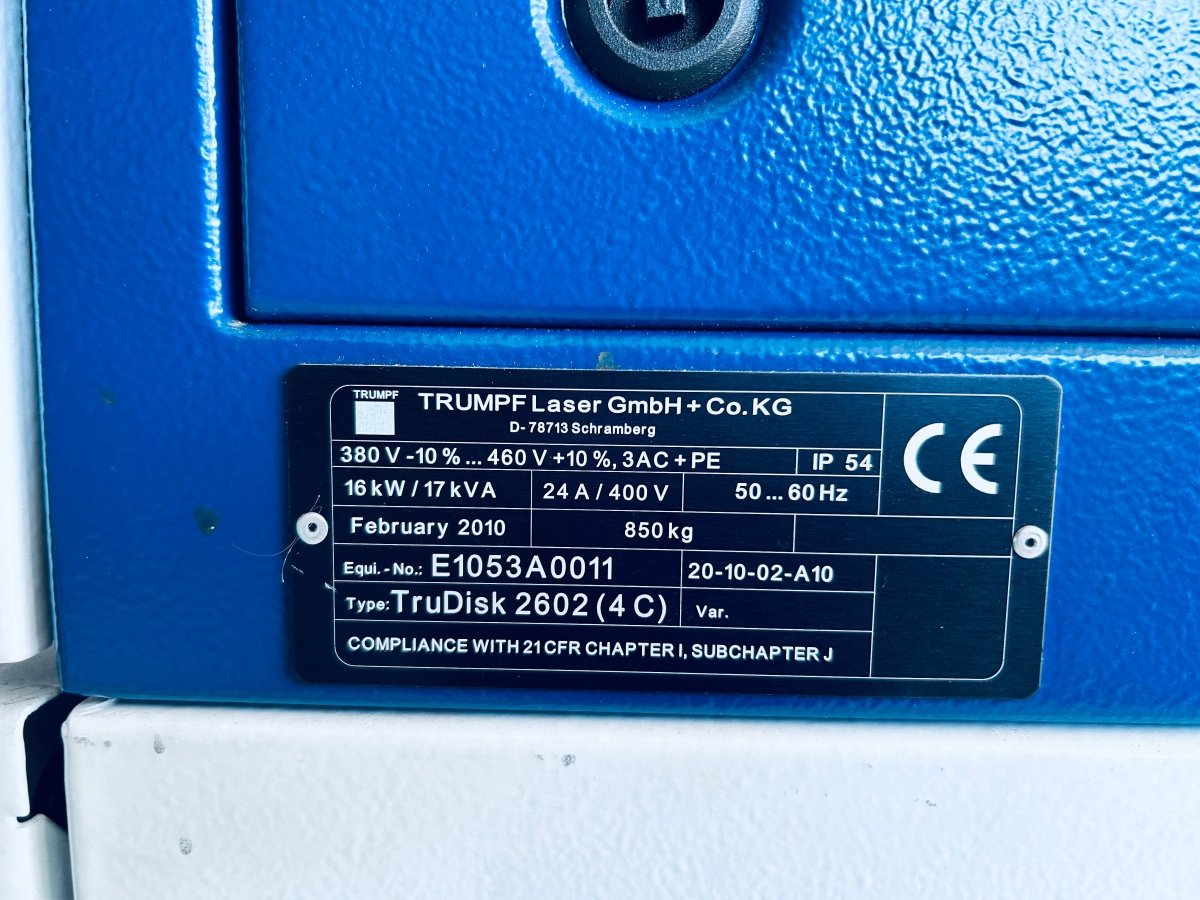 TRUMPF
TRUMPF Laser GmbH + Co. KG
D- 78713 Schramberg
CE
380 V -10 % ... 460 V +10 %, 3AC + PE
IP 54
16 kW / 17 kVA
24 A / 400 V
50 ... 60 Hz
February 2010
850 kg
Equi. - No.: E1053A0011
20-10-02-A10
Type: TruDisk 2602 (4 C)
Var.
COMPLIANCE WITH 21 CFR CHAPTER I, SUBCHAPTER J